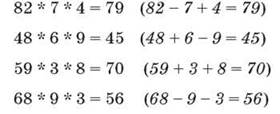 82 * 7 * 4 = 79 (82 – 7 + 4 = 79)
48 * 6 * 9 = 45 (48 + 6 – 9 = 45)
59 * 3 * 8 = 70 (59 + 3 + 8 = 70)
68 * 9 * 3 = 56 (68 – 9 – 3 = 56)